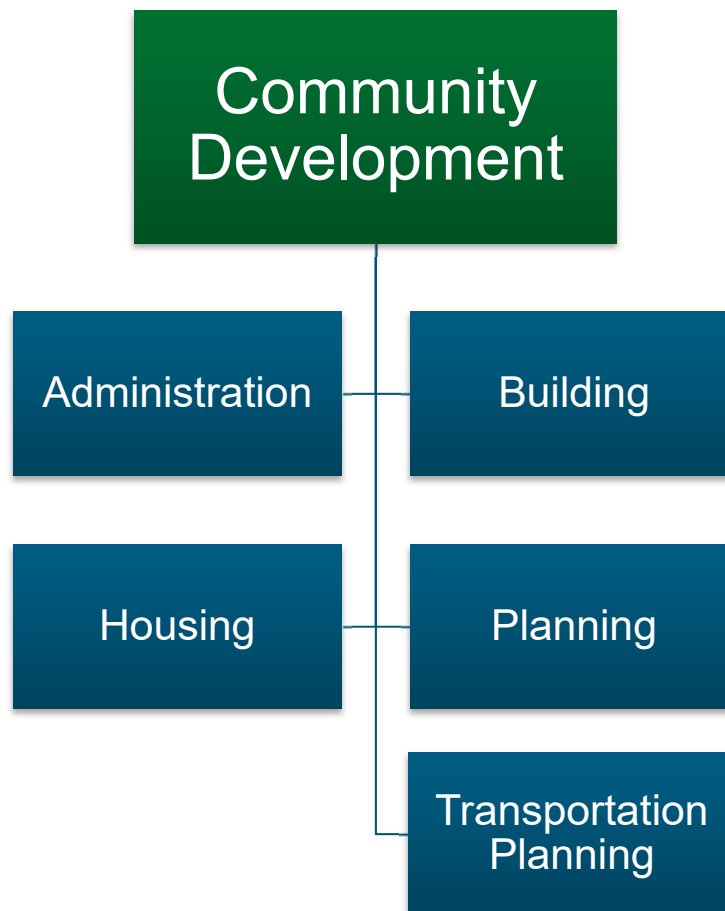 Community
Development
Administration
Building
Housing
Planning
Transportation
Planning